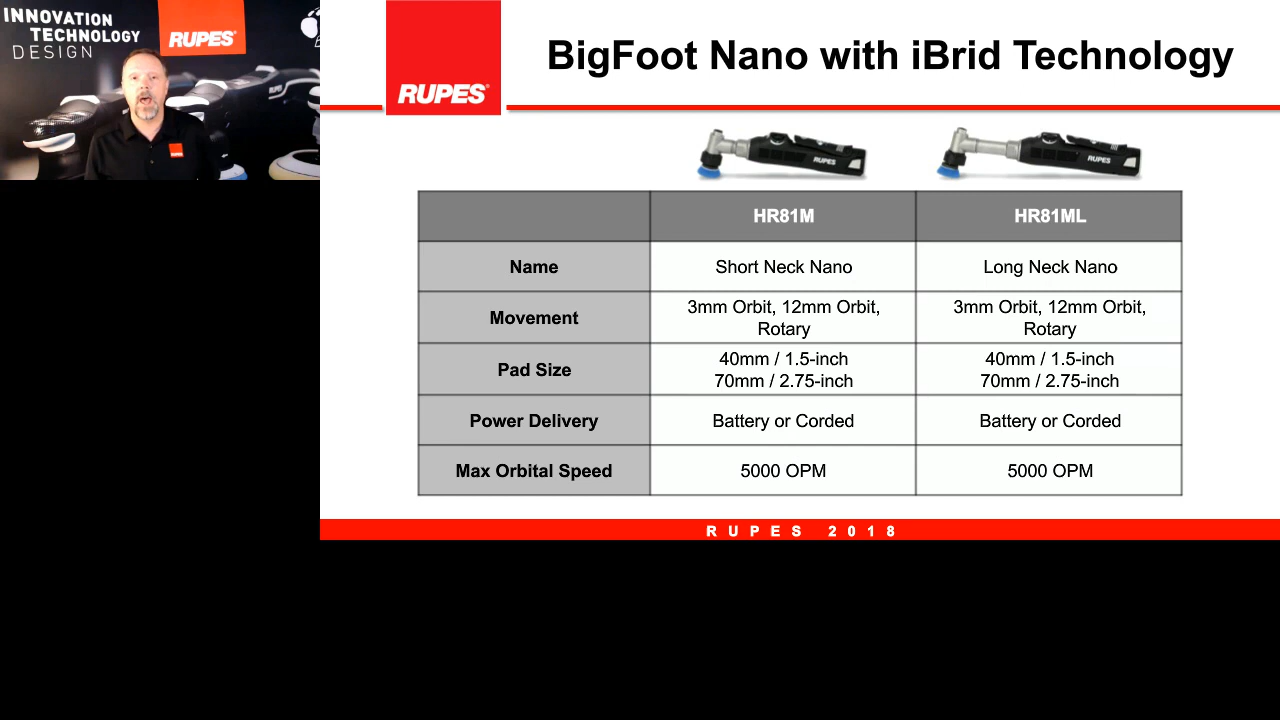 INNOVATION
TECHNOLOGY
DESIGN
RUPES
RUPES
BigFoot Nano with iBrid Technology
RUPES
RUPES
RUPES
HR81M
HR81ML
Name
Short Neck Nano
Long Neck Nano
Movement
3mm Orbit, 12mm Orbit,
Rotary
3mm Orbit, 12mm Orbit,
Rotary
Pad Size
40mm / 1.5-inch
70mm / 2.75-inch
40mm / 1.5-inch
70mm / 2.75-inch
Power Delivery
Battery or Corded
Battery or Corded
Max Orbital Speed
5000 OPM
5000 OPM
RUPES 2018